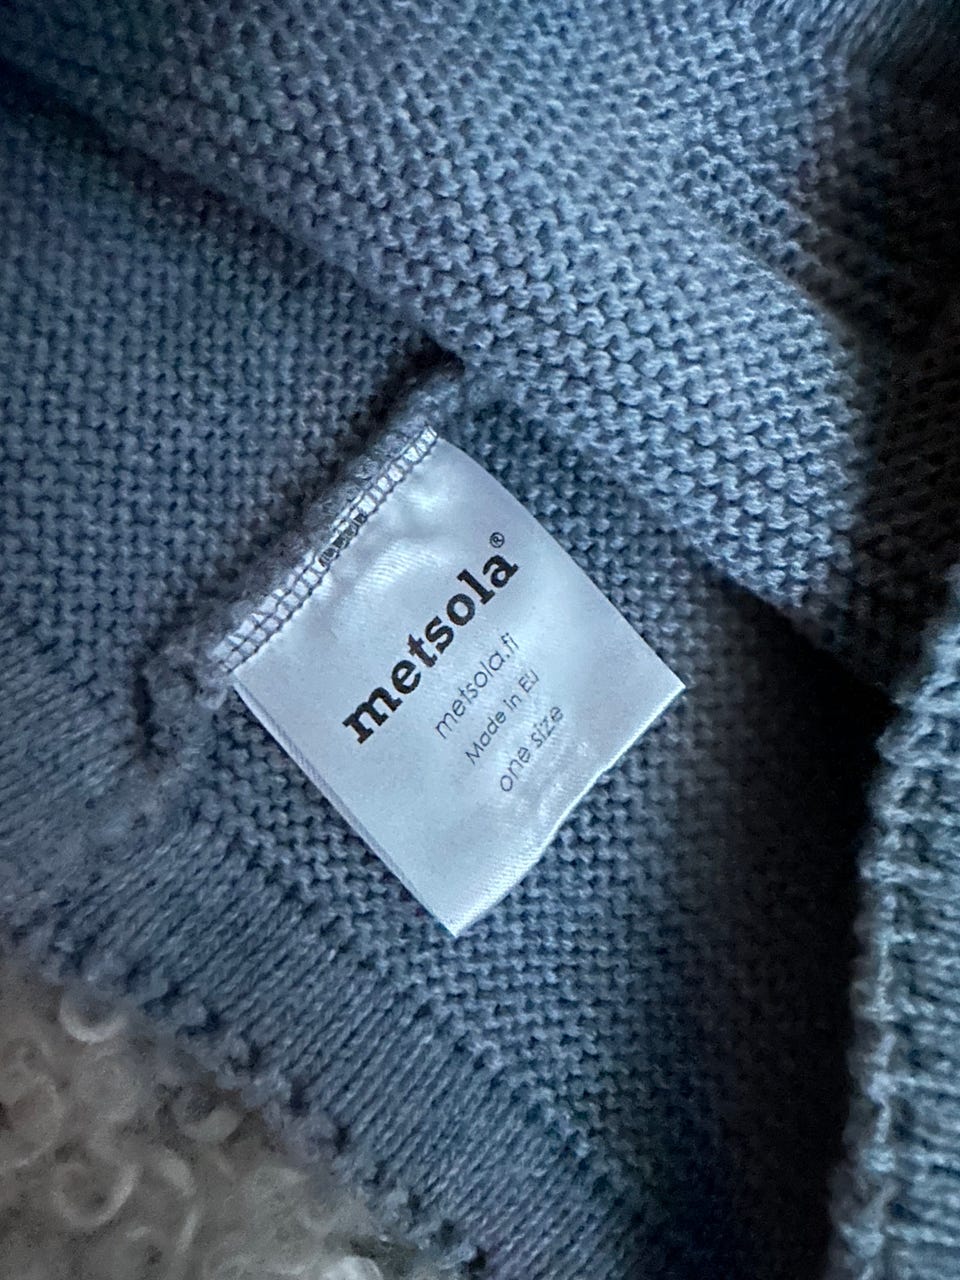 metsola®
metsola.fi
Made in EU
one size